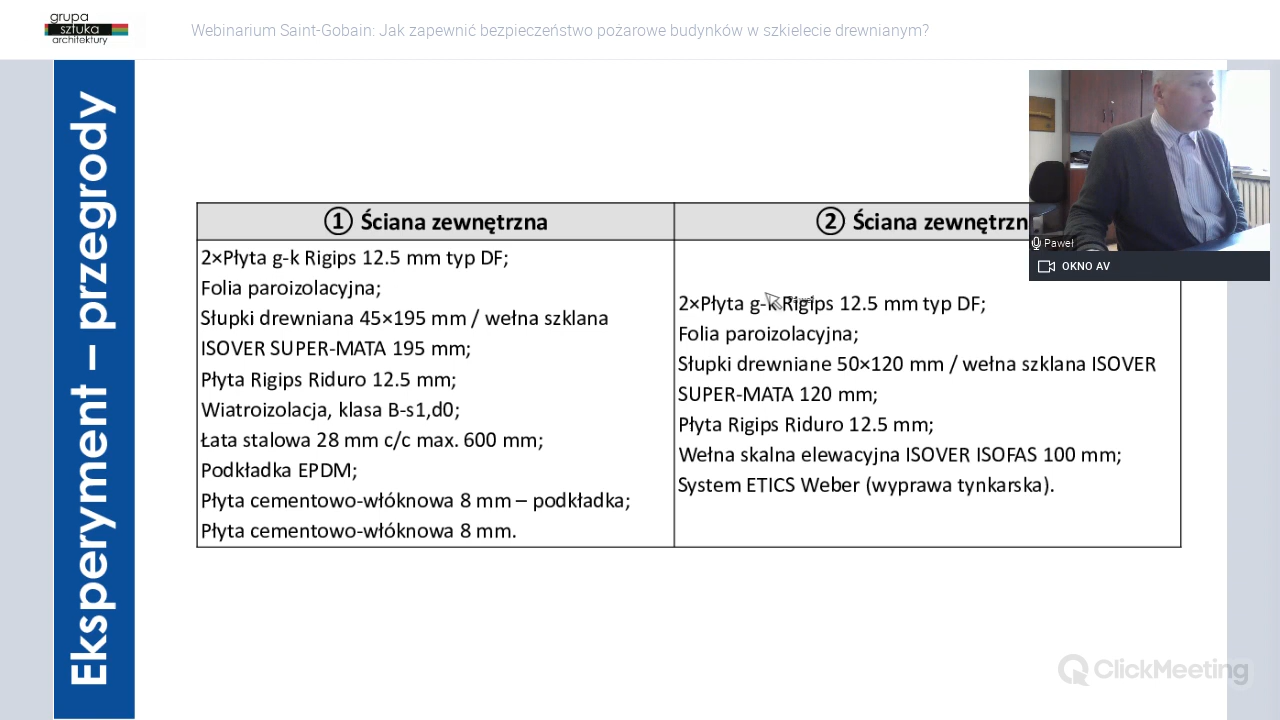 grupa
sztuka
architektury
Webinarium Saint-Gobain: Jak zapewnić bezpieczeństwo pożarowe budynków w szkielecie drewnianym?
Eksperyment – przegrody
① Ściana zewnętrzna
2×Płyta g-k Rigips 12.5 mm typ DF;
Folia paroizolacyjna;
Słupki drewniana 45×195 mm / wełna szklana
ISOVER SUPER-MATA 195 mm;
Płyta Rigips Riduro 12.5 mm;
Wiatroizolacja, klasa B-s1,d0;
Łata stalowa 28 mm c/c max. 600 mm;
Podkładka EPDM;
Płyta cementowo-włóknowa 8 mm – podkładka;
Płyta cementowo-włóknowa 8 mm.
② Ściana zewnętrzn
2×Płyta g-k Rigips 12.5 mm typ DF;
Folia paroizolacyjna;
Słupki drewniane 50×120 mm / wełna szklana ISOVER
SUPER-MATA 120 mm;
Płyta Rigips Riduro 12.5 mm;
Wełna skalna elewacyjna ISOVER ISOFAS 100 mm;
System ETICS Weber (wyprawa tynkarska).
Paweł
OKNO AV
ClickMeeting